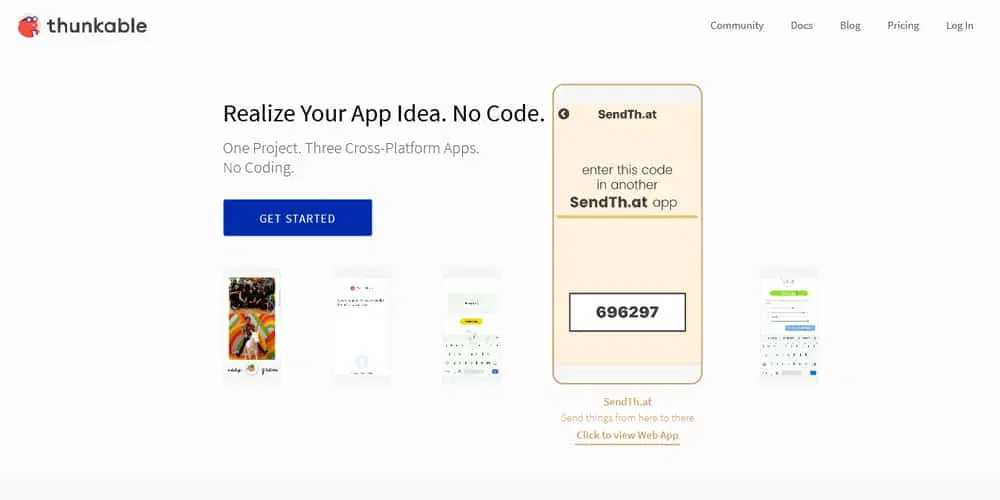 thunkable
Community Docs Blog Pricing Log In
Realize Your App Idea. No Code.
One Project. Three Cross-Platform Apps.
No Coding.
GET STARTED
SendTh.at
enter this code
in another
SendTh.at app
696297
SendTh.at
Send things from here to there
Click to view Web App